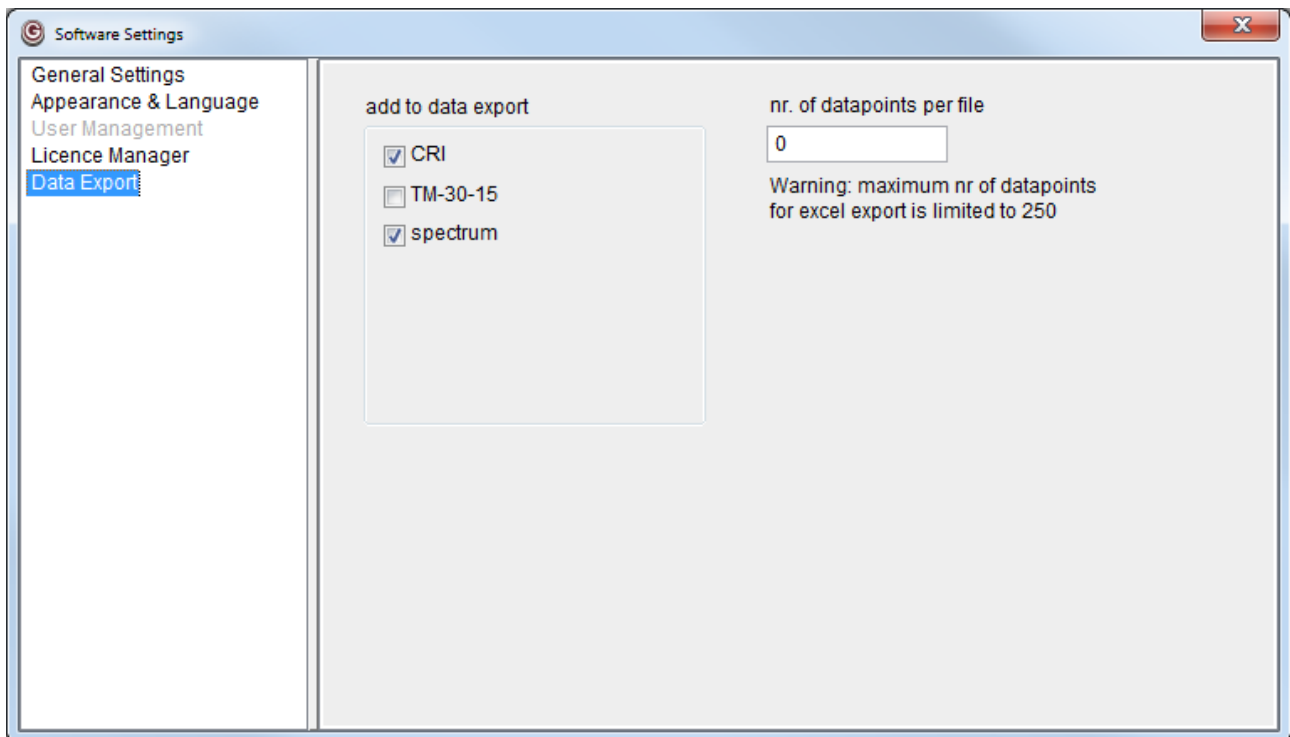 Software Settings
General Settings
Appearance & Language
User Management
Licence Manager
Data Export
add to data export
CRI
TM-30-15
spectrum
nr. of datapoints per file
0
Warning: maximum nr of datapoints
for excel export is limited to 250